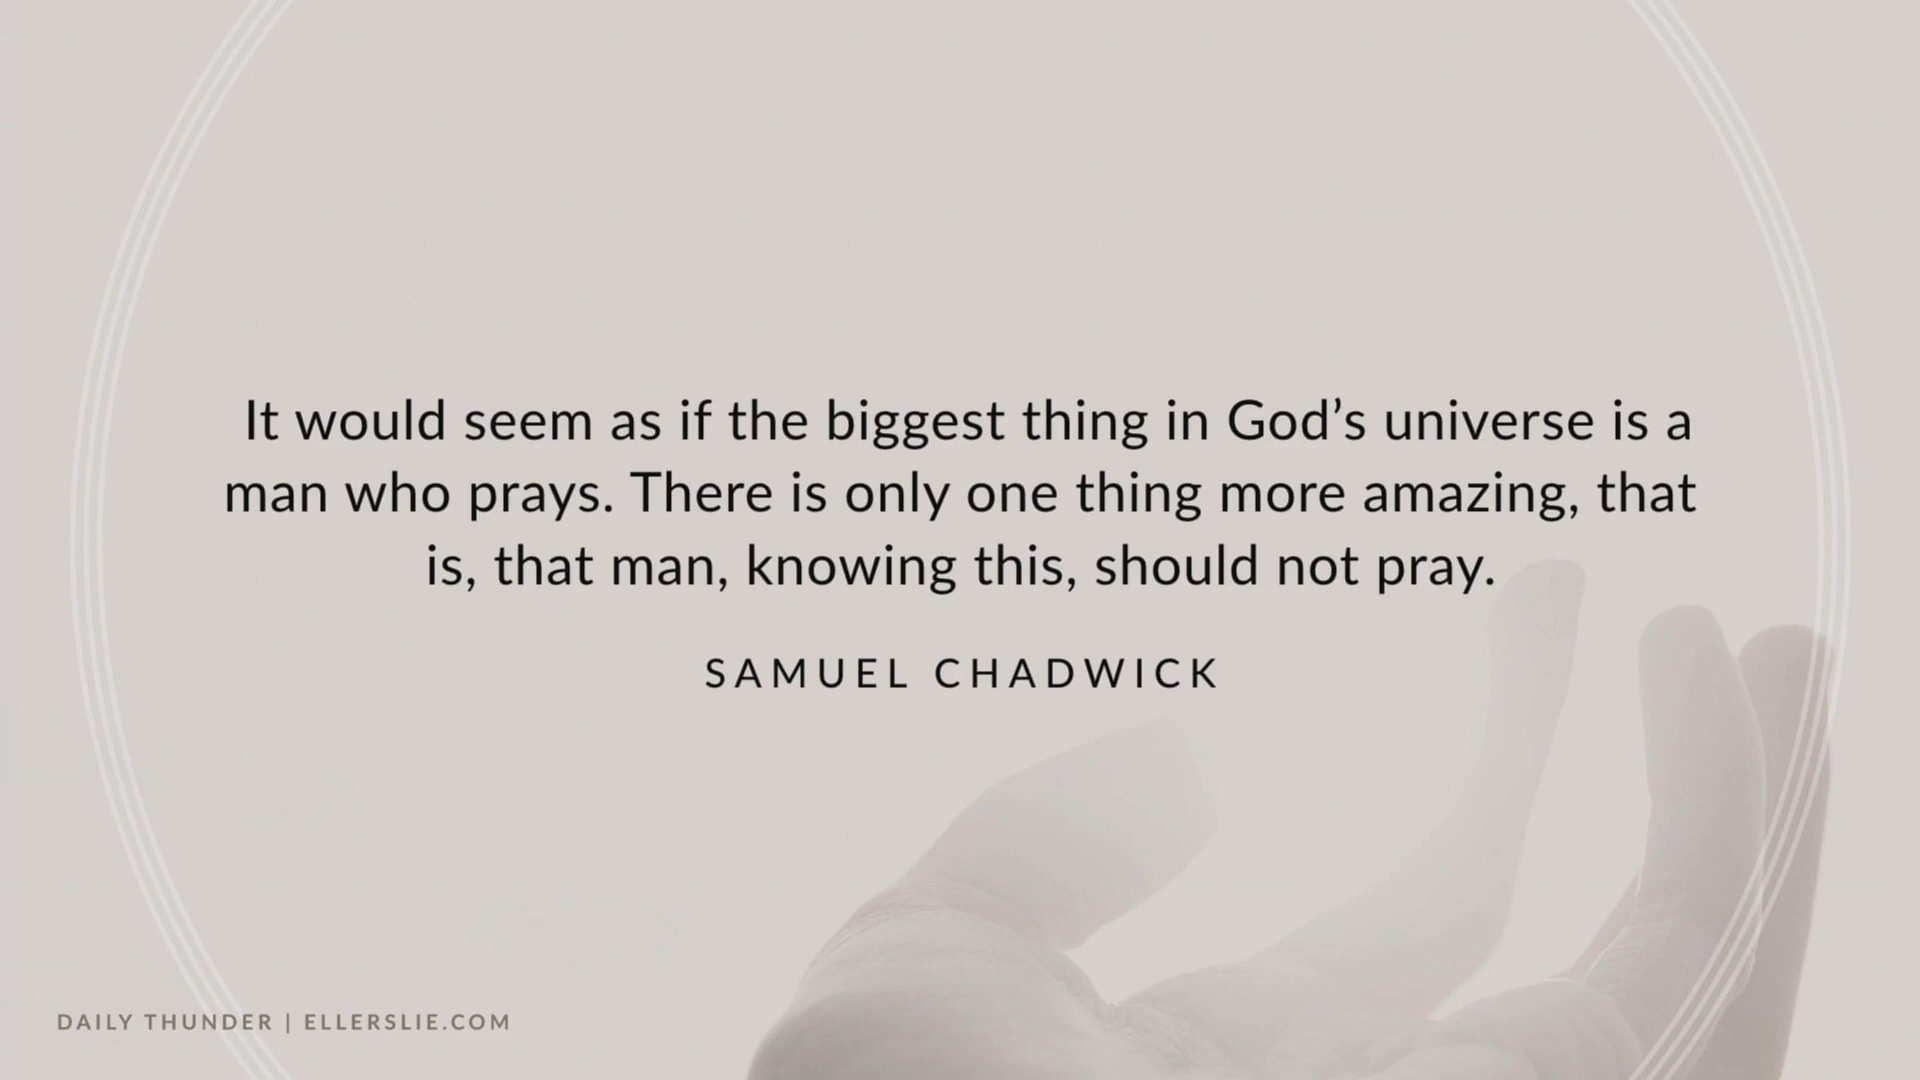 It would seem as if the biggest thing in God’s universe is a
man who prays. There is only one thing more amazing, that
is, that man, knowing this, should not pray.
SAMUEL CHADWICK
DAILY THUNDER | ELLERSLIE.COM